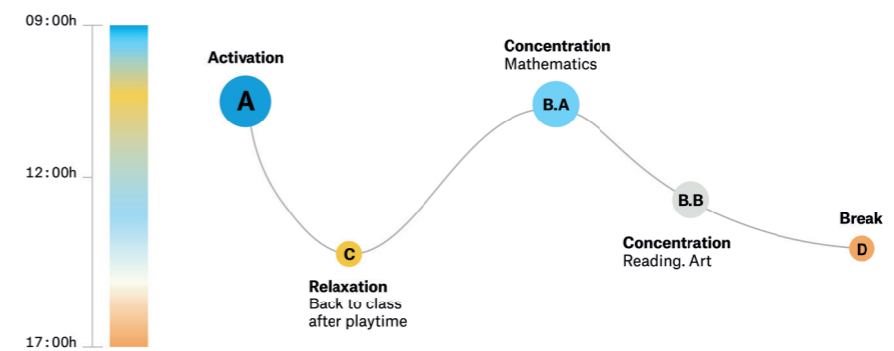 09:00h
12:00h
17:00h
Activation
A
C
Relaxation
Back to class
after playtime
Concentration
Mathematics
B.A
B.B
Concentration
Reading. Art
Break
D